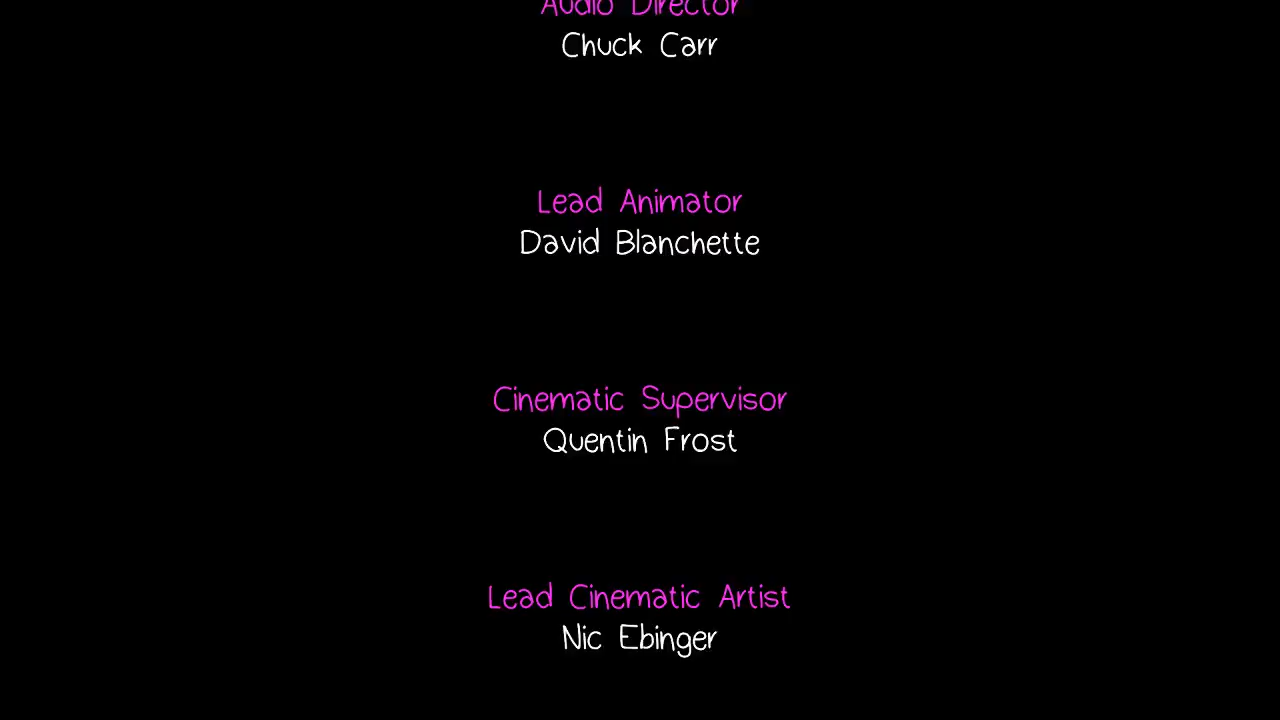 Audio Director
Chuck Carr
Lead Animator
David Blanchette
Cinematic Supervisor
Quentin Frost
Lead Cinematic Artist
Nic Ebinger